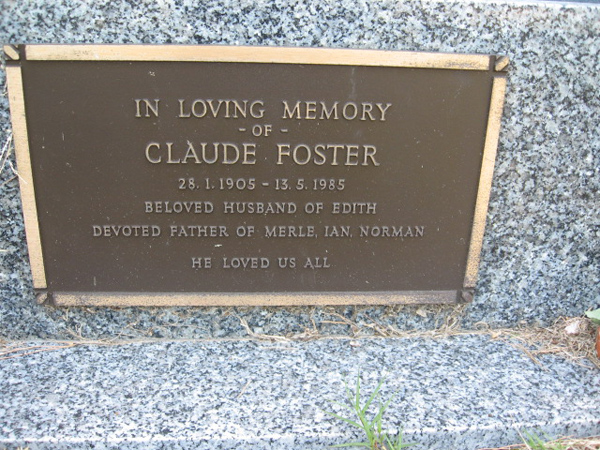 IN LOVING MEMORY
- OF -
CLAUDE FOSTER
28. 1. 1905 - 13. 5. 1985
BELOVED HUSBAND OF EDITH
DEVOTED FATHER OF MERLE, IAN, NORMAN
HE LOVED US ALL